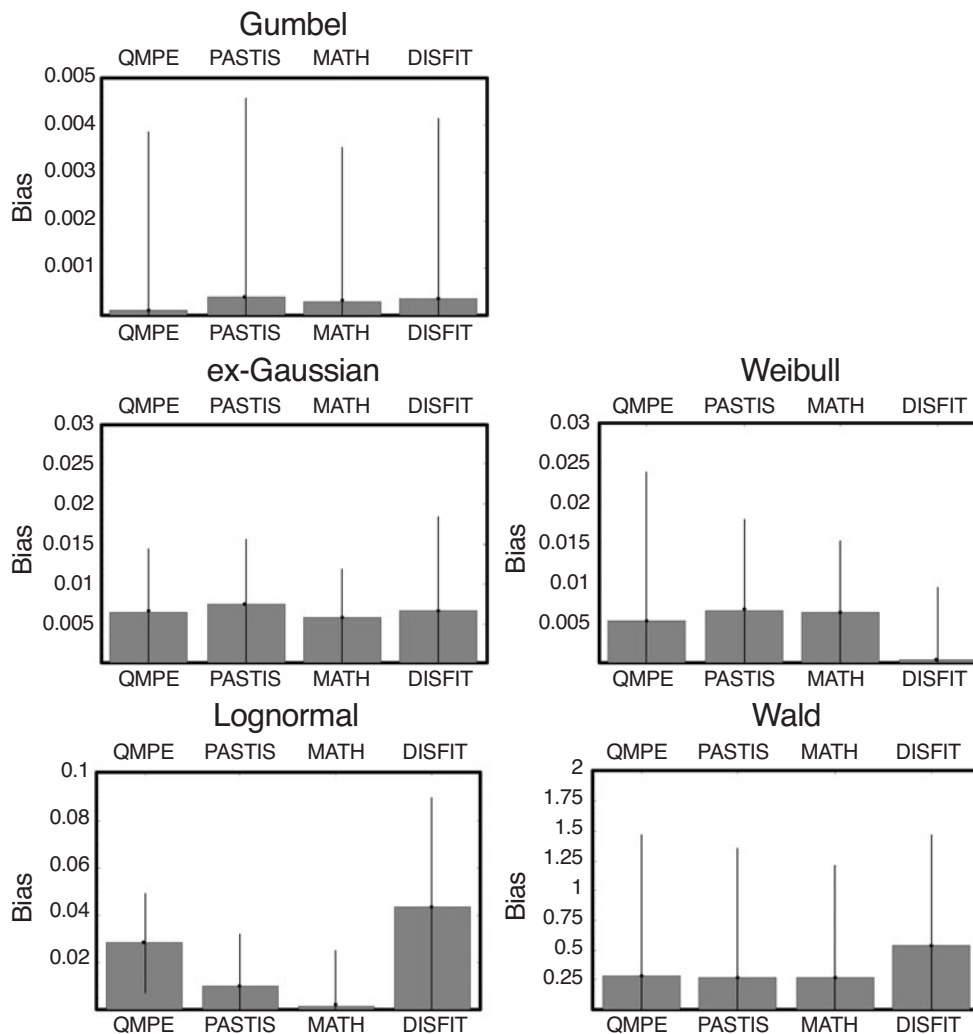 Gumbel
QMPE PASTIS MATH DISFIT
0.005
0.004
0.003
0.002
0.001
Bias
QMPE PASTIS MATH DISFIT
ex-Gaussian
QMPE PASTIS MATH DISFIT
0.03
0.025
0.02
0.015
0.01
0.005
Bias
QMPE PASTIS MATH DISFIT
Weibull
QMPE PASTIS MATH DISFIT
0.03
0.025
0.02
0.015
0.01
0.005
Bias
QMPE PASTIS MATH DISFIT
Lognormal
QMPE PASTIS MATH DISFIT
0.1
0.08
0.06
0.04
0.02
Bias
QMPE PASTIS MATH DISFIT
Wald
QMPE PASTIS MATH DISFIT
2
1.75
1.5
1.25
1
0.75
0.5
0.25
Bias
QMPE PASTIS MATH DISFIT